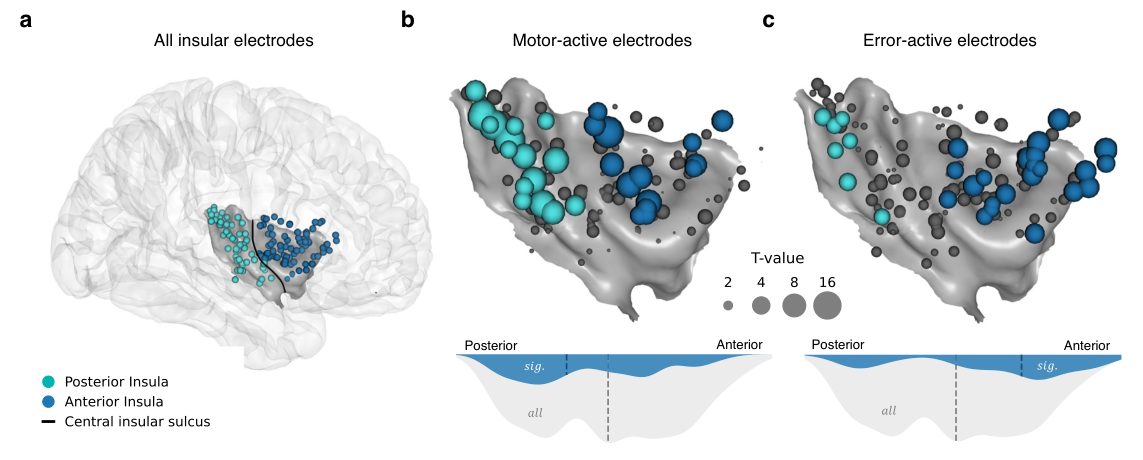 a
All insular electrodes
b
Motor-active electrodes
c
Error-active electrodes
T-value
2 4 8 16
Posterior Insula
Anterior Insula
Central insular sulcus
Posterior Anterior
sig.
all
Posterior Anterior
sig.
all